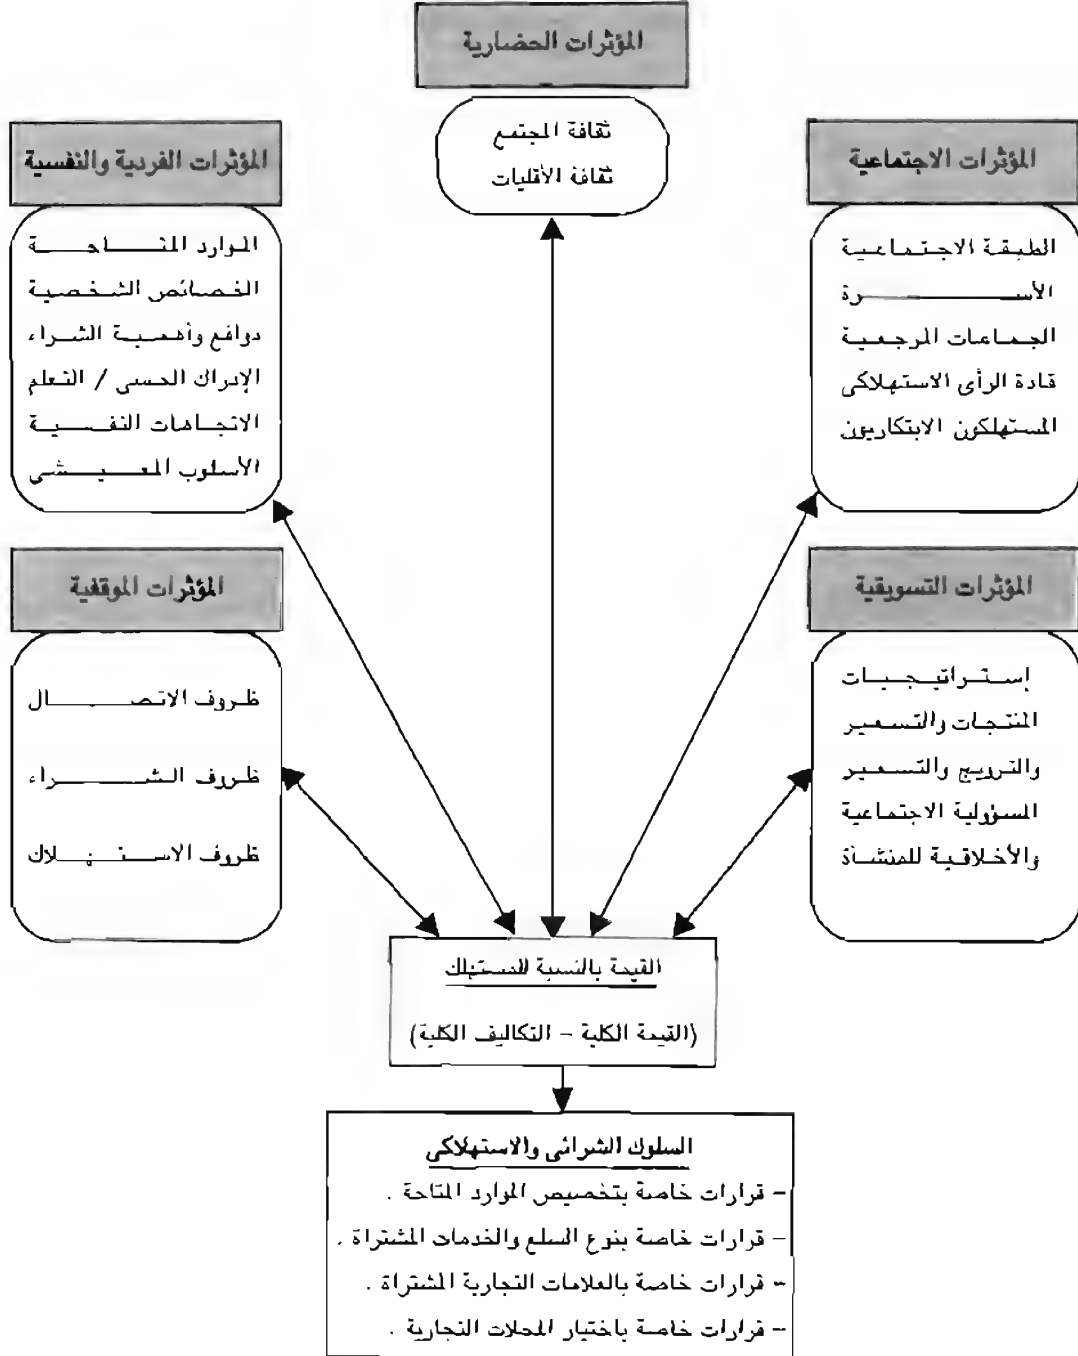 المؤثرات الحضارية
ثقافة المجتمع
ثقافة الأقليات
المؤثرات الاجتماعية
الطبقة الاجتماعية
الأسرة
الجماعات المرجعية
قادة الرأى الاستهلاكى
المستهلكون الابتكاريون
المؤثرات الفردية والنفسية
الموارد المتاحة
الخصائص الشخصية
دوافع وأهمية الشراء
الإدراك الحسى / التعلم
الاتجاهات النفسية
الأسلوب المعيشى
المؤثرات التسويقية
إستراتيجيات
المنتجات والتسعير
والترويج والتسعير
المسؤولية الاجتماعية
والأخلاقية للمنشأة
المؤثرات الموقفية
ظروف الاتصال
ظروف الشراء
ظروف الاستهلاك
القيمة بالنسبة للمستهلك
(القيمة الكلية – التكاليف الكلية)
السلوك الشرائى والاستهلاكى
– قرارات خاصة بتخصيص الموارد المتاحة .
– قرارات خاصة بنوع السلع والخدمات المشتراة .
– قرارات خاصة بالعلامات التجارية المشتراة .
– قرارات خاصة باختيار المحلات التجارية .